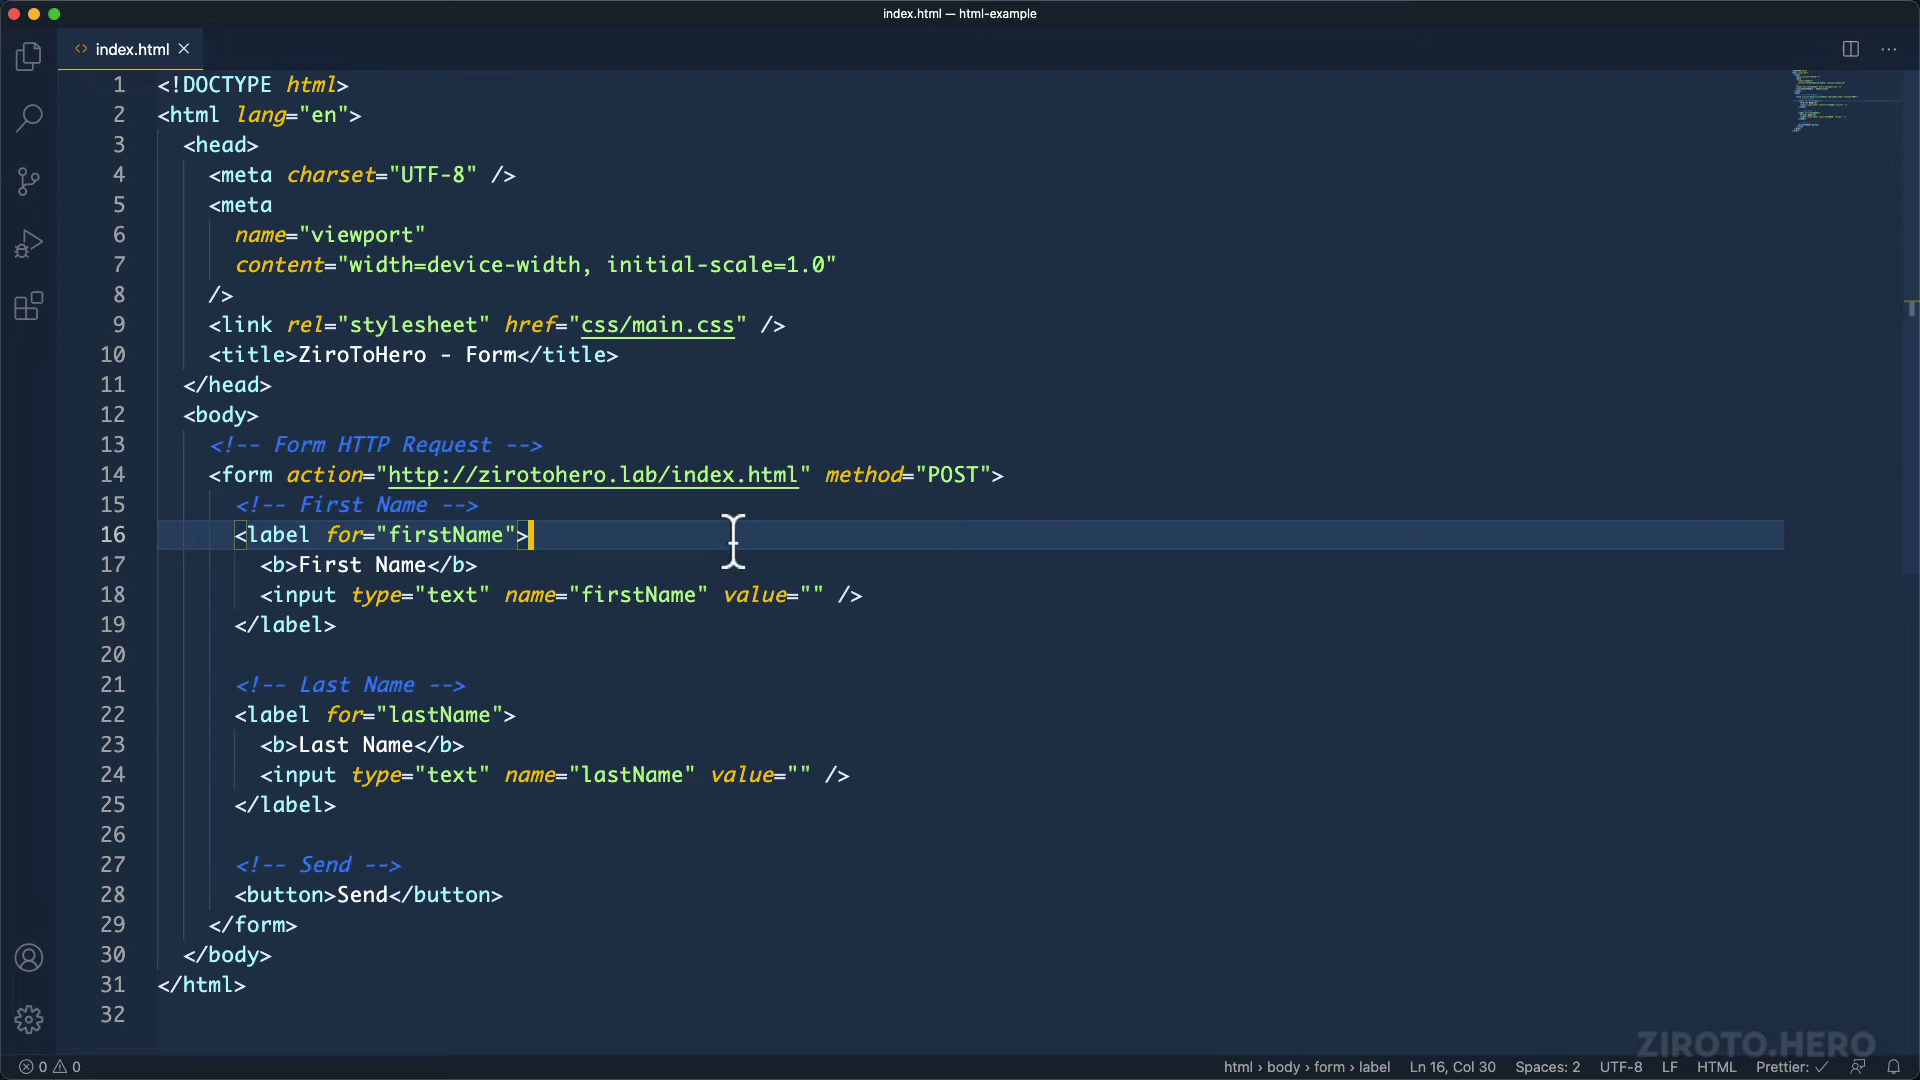 index.html — html-example
<> index.html ×
1 <!DOCTYPE html>
2 <html lang="en">
3 <head>
4 <meta charset="UTF-8" />
5 <meta
6 name="viewport"
7 content="width=device-width, initial-scale=1.0"
8 />
9 <link rel="stylesheet" href="css/main.css" />
10 <title>ZiroToHero - Form</title>
11 </head>
12 <body>
13 <!-- Form HTTP Request -->
14 <form action="http://zirotohero.lab/index.html" method="POST">
15 <!-- First Name -->
16 <label for="firstName">
17 <b>First Name</b>
18 <input type="text" name="firstName" value="" />
19 </label>
20
21 <!-- Last Name -->
22 <label for="lastName">
23 <b>Last Name</b>
24 <input type="text" name="lastName" value="" />
25 </label>
26
27 <!-- Send -->
28 <button>Send</button>
29 </form>
30 </body>
31 </html>
32
ZIROTO.HERO
0 0 html › body › form › label Ln 16, Col 30 Spaces: 2 UTF-8 LF HTML Prettier: ✓